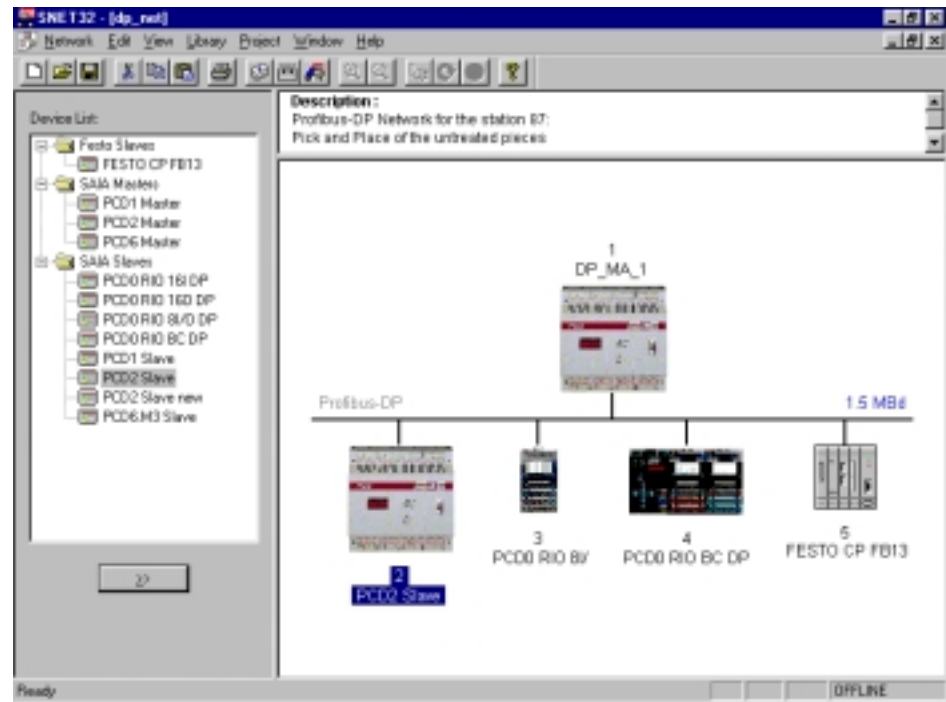 SNET32 - [dp_net]
Network Edit View Library Project Window Help
Device List:
Festo Slaves
FESTO CP FB13
SAIA Masters
PCD1 Master
PCD2 Master
PCD6 Master
SAIA Slaves
PCD0 RIO 16I DP
PCD0 RIO 16O DP
PCD0 RIO 8I/O DP
PCD0 RIO BC DP
PCD1 Slave
PCD2 Slave
PCD2 Slave new
PCD6.M3 Slave
>>
Description :
Profibus-DP Network for the station 87:
Pick and Place of the untreated pieces
1
DP_MA_1
Profibus-DP
1.5 MBd
2
PCD2 Slave
3
PCD0 RIO 8I/
4
PCD0 RIO BC DP
5
FESTO CP FB13
Ready
OFFLINE